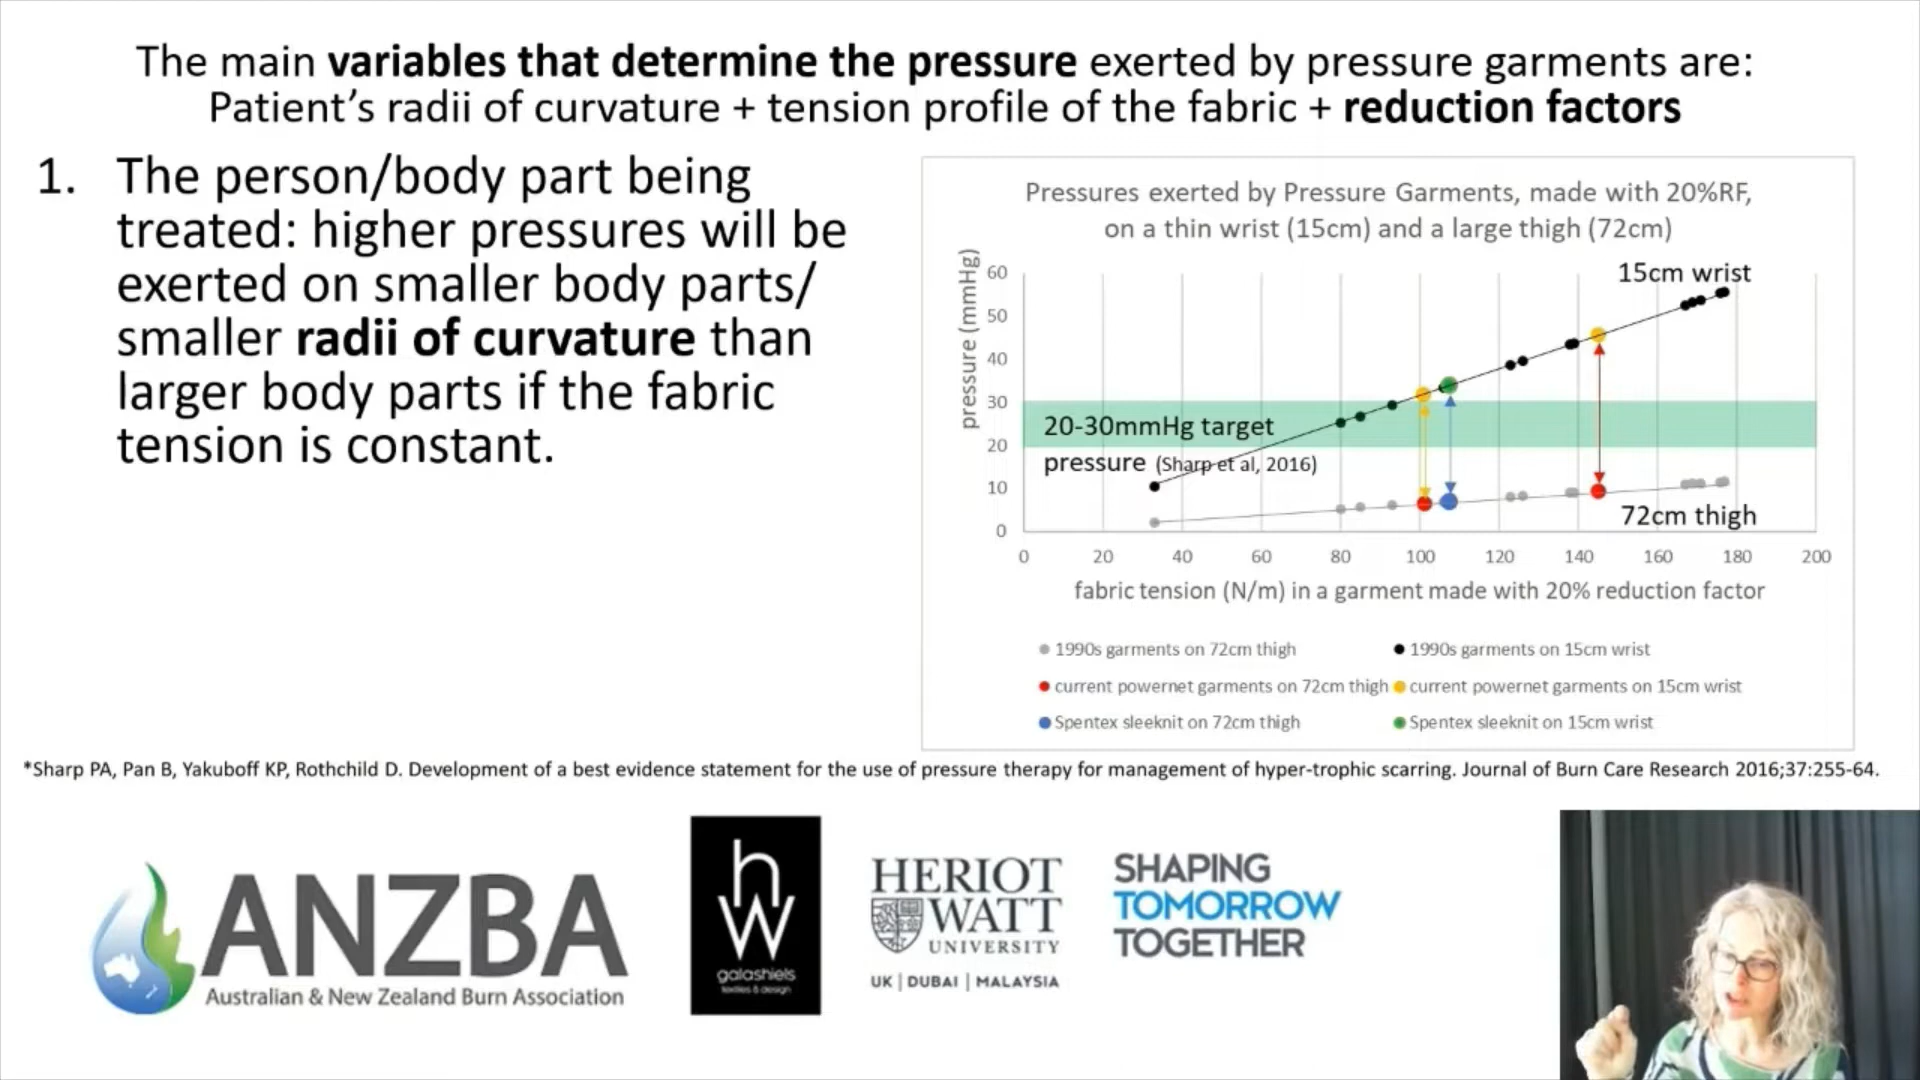 The main variables that determine the pressure exerted by pressure garments are:
Patient's radii of curvature + tension profile of the fabric + reduction factors
1. The person/body part being
treated: higher pressures will be
exerted on smaller body parts/
smaller radii of curvature than
larger body parts if the fabric
tension is constant.
Pressures exerted by Pressure Garments, made with 20%RF,
on a thin wrist (15cm) and a large thigh (72cm)
pressure (mmHg)
60
50
40
30
20
10
0
15cm wrist
20-30mmHg target
pressure (Sharp et al, 2016)
72cm thigh
0 20 40 60 80 100 120 140 160 180 200
fabric tension (N/m) in a garment made with 20% reduction factor
1990s garments on 72cm thigh
1990s garments on 15cm wrist
current powernet garments on 72cm thigh
current powernet garments on 15cm wrist
Spentex sleeknit on 72cm thigh
Spentex sleeknit on 15cm wrist
*Sharp PA, Pan B, Yakuboff KP, Rothchild D. Development of a best evidence statement for the use of pressure therapy for management of hyper-trophic scarring. Journal of Burn Care Research 2016;37:255-64.
ANZBA
Australian & New Zealand Burn Association
hw
galashiels
textiles & design
HERIOT
WATT
UNIVERSITY
UK | DUBAI | MALAYSIA
SHAPING
TOMORROW
TOGETHER